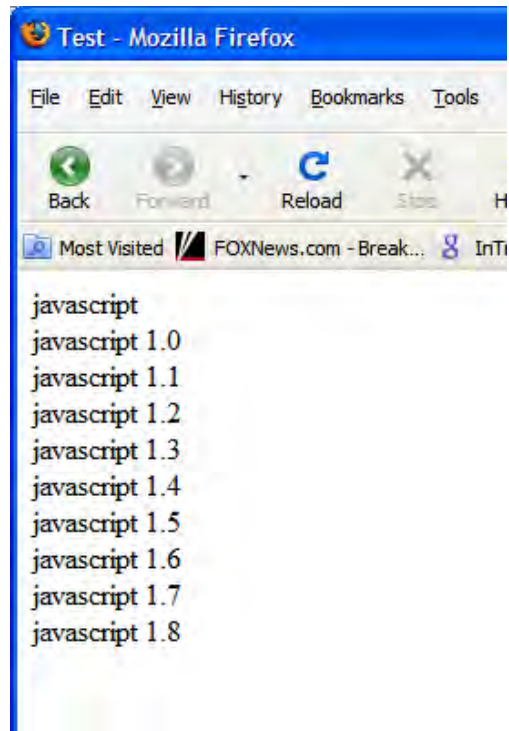 Test - Mozilla Firefox
File Edit View History Bookmarks Tools
Back Forward Reload Stop H
Most Visited FOXNews.com - Break... InTr
javascript
javascript 1.0
javascript 1.1
javascript 1.2
javascript 1.3
javascript 1.4
javascript 1.5
javascript 1.6
javascript 1.7
javascript 1.8